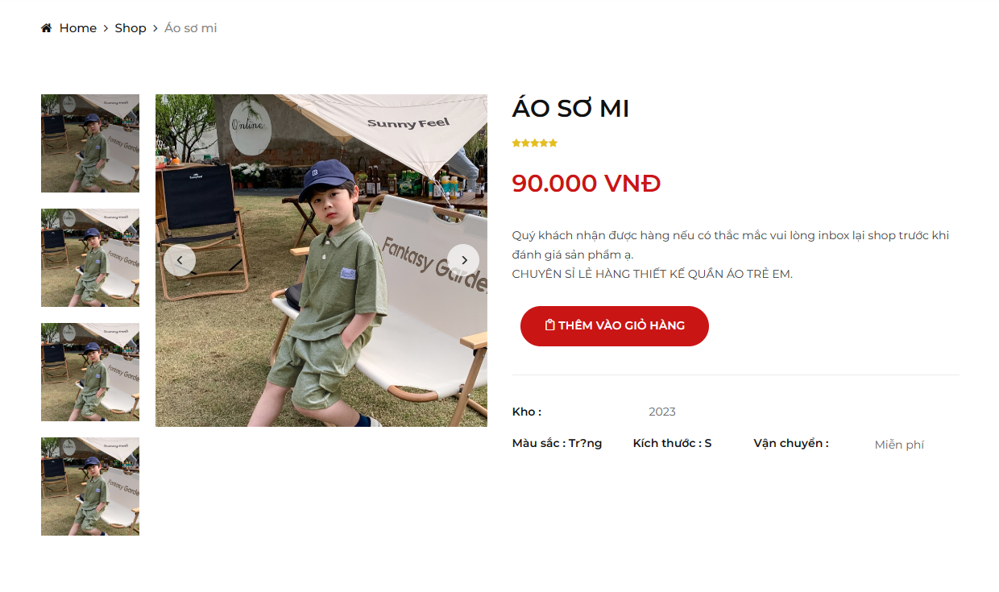 Home > Shop > Áo sơ mi
Online
Sunny Feel
SunnyFeel
B
Fantasy Garde
ÁO SƠ MI
90.000 VNĐ
Quý khách nhận được hàng nếu có thắc mắc vui lòng inbox lại shop trước khi
đánh giá sản phẩm ạ.
CHUYÊN SỈ LẺ HÀNG THIẾT KẾ QUẦN ÁO TRẺ EM.
THÊM VÀO GIỎ HÀNG
Kho : 2023
Màu sắc : Tr?ng Kích thước : S Vận chuyển : Miễn phí